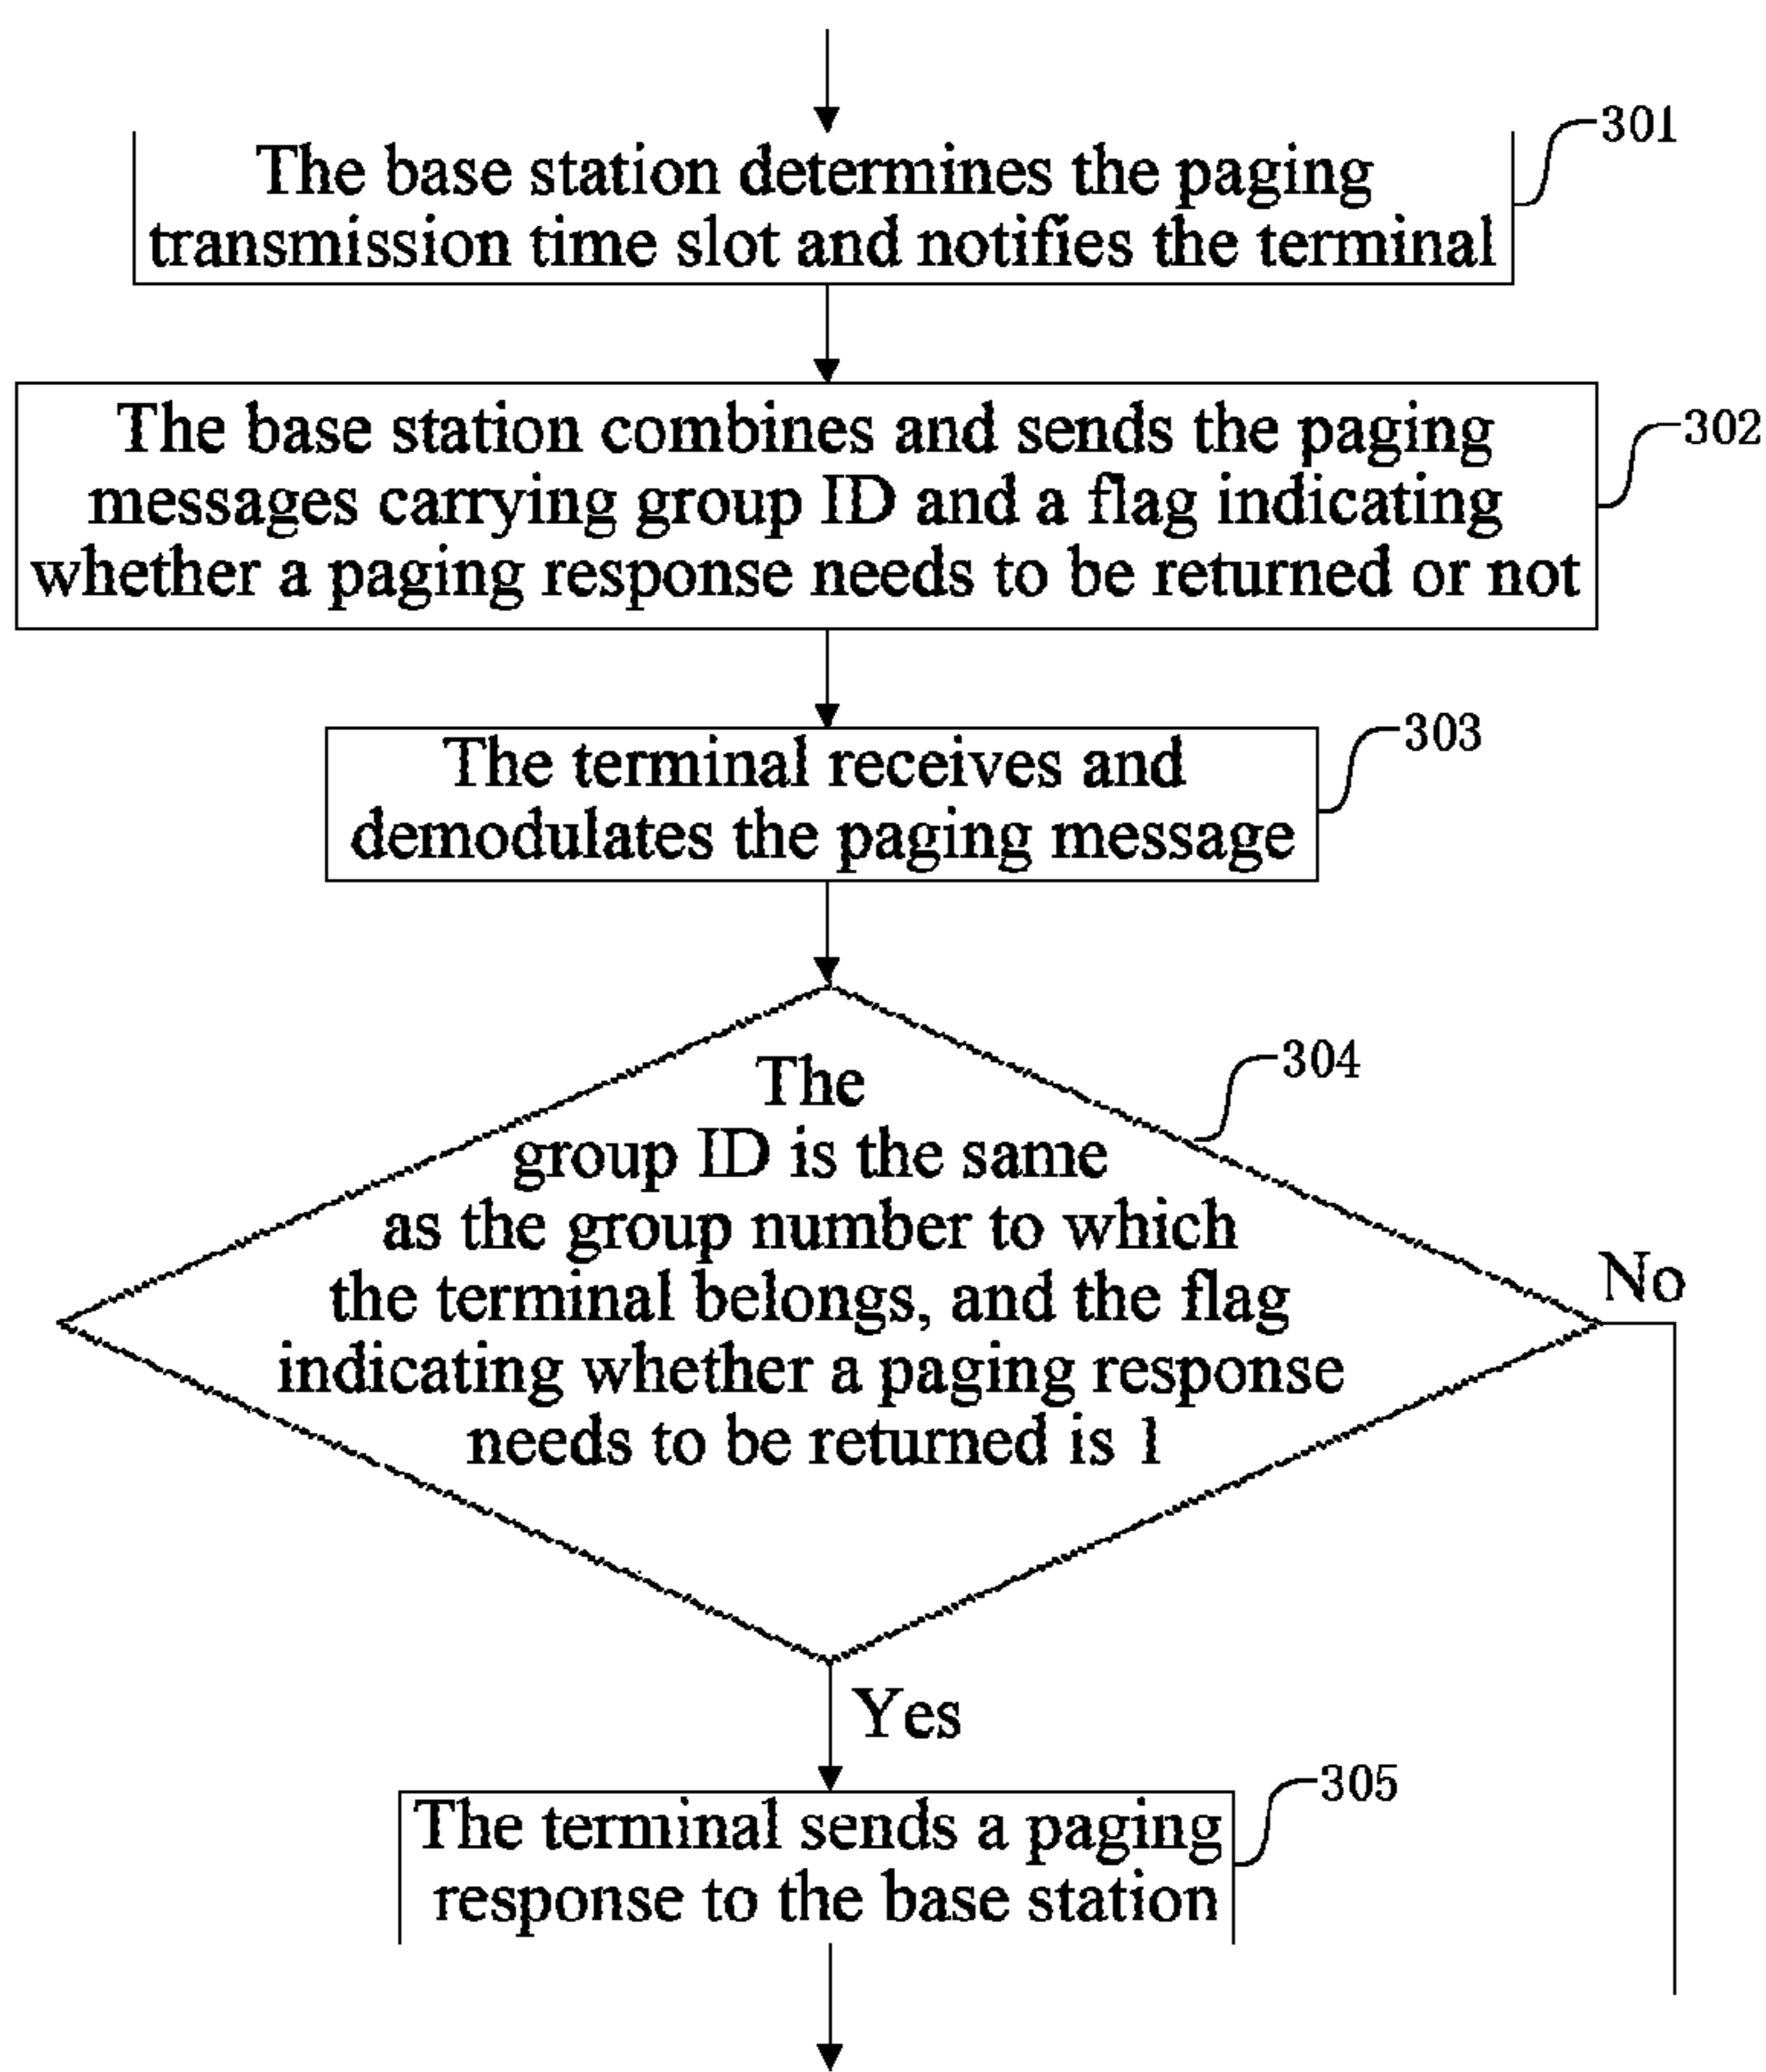 301
The base station determines the paging
transmission time slot and notifies the terminal
302
The base station combines and sends the paging
messages carrying group ID and a flag indicating
whether a paging response needs to be returned or not
303
The terminal receives and
demodulates the paging message
304
The
group ID is the same
as the group number to which
the terminal belongs, and the flag
indicating whether a paging response
needs to be returned is 1
No
Yes
305
The terminal sends a paging
response to the base station